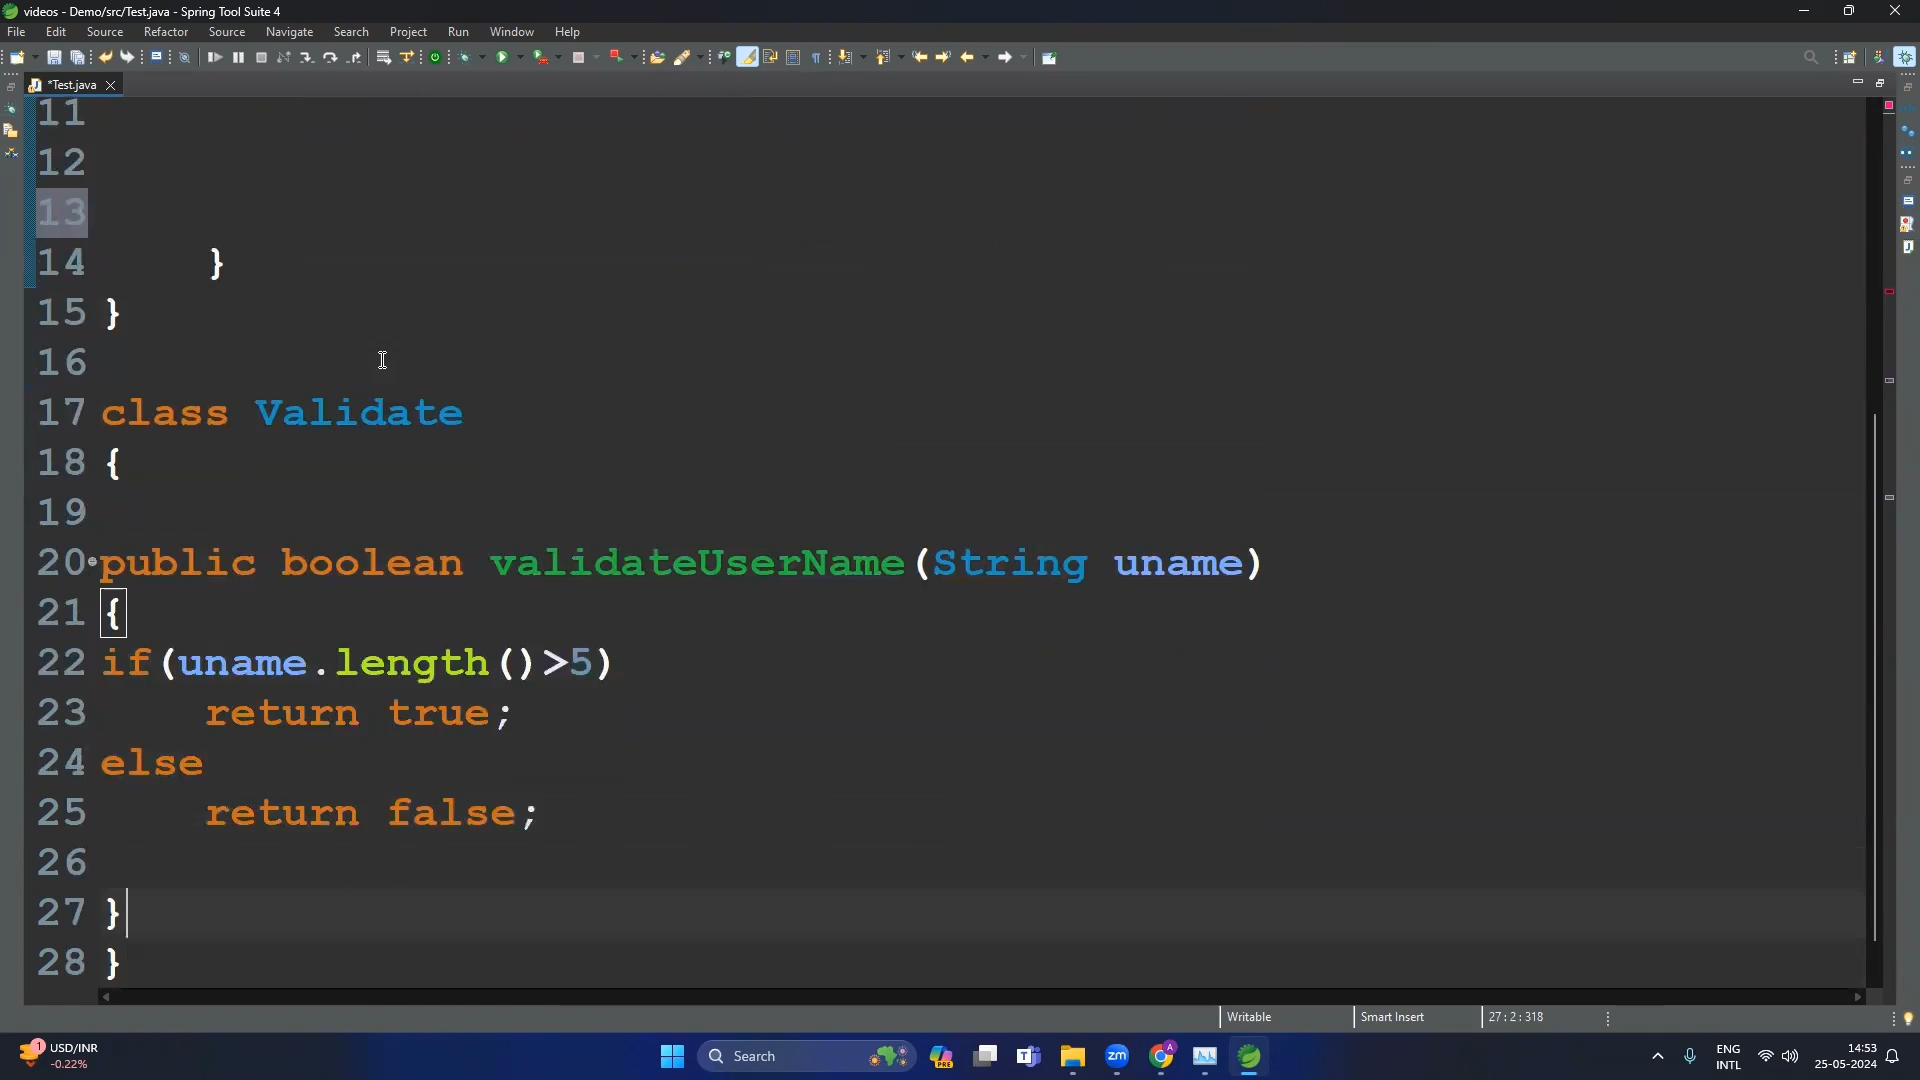 videos - Demo/src/Test.java - Spring Tool Suite 4
File Edit Source Refactor Source Navigate Search Project Run Window Help
*Test.java
11
12
13
14 }
15 }
16
17 class Validate
18 {
19
20 public boolean validateUserName(String uname)
21 {
22 if(uname.length()>5)
23 return true;
24 else
25 return false;
26
27 }
28 }
Writable Smart Insert 27 : 2 : 318
1 USD/INR
-0.22%
Search
PRE
zm
A
ENG
INTL
14:53
25-05-2024